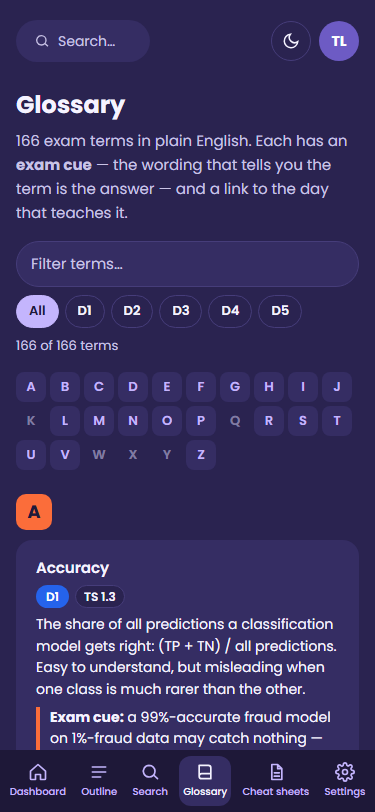 Search...
TL
Glossary
166 exam terms in plain English. Each has an
exam cue — the wording that tells you the
term is the answer — and a link to the day
that teaches it.
Filter terms...
All D1 D2 D3 D4 D5
166 of 166 terms
A B C D E F G H I J
K L M N O P Q R S T
U V W X Y Z
A
Accuracy
D1 TS 1.3
The share of all predictions a classification
model gets right: (TP + TN) / all predictions.
Easy to understand, but misleading when
one class is much rarer than the other.
Exam cue: a 99%-accurate fraud model
on 1%-fraud data may catch nothing —
Dashboard Outline Search Glossary Cheat sheets Settings